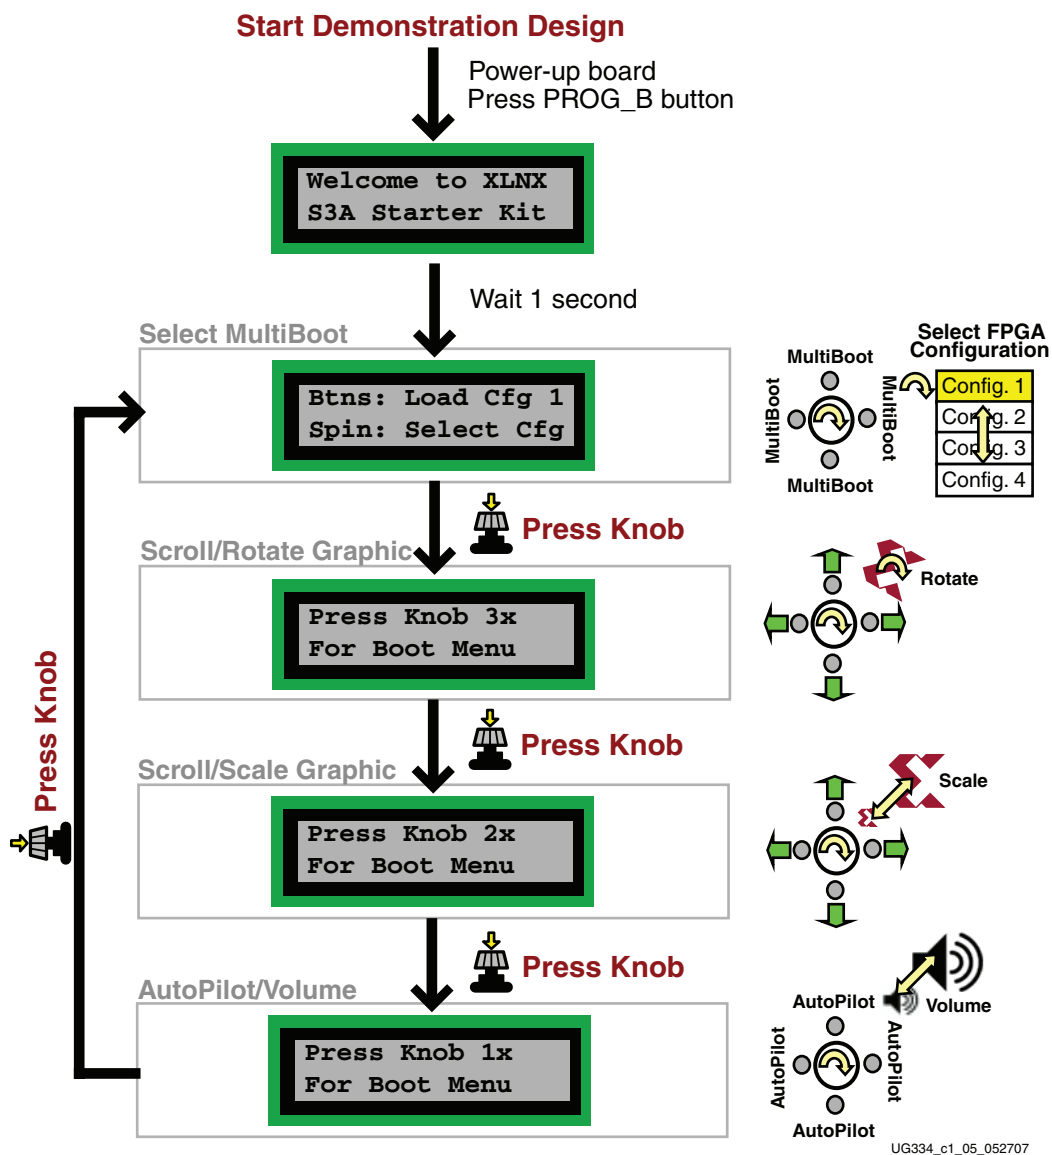 Start Demonstration Design
Power-up board
Press PROG_B button
Welcome to XLNX
S3A Starter Kit
Wait 1 second
Select MultiBoot
Btns: Load Cfg 1
Spin: Select Cfg
MultiBoot
MultiBoot
MultiBoot
MultiBoot
Select FPGA
Configuration
Config. 1
Config. 2
Config. 3
Config. 4
Press Knob
Scroll/Rotate Graphic
Press Knob 3x
For Boot Menu
Rotate
Press Knob
Press Knob
Scroll/Scale Graphic
Press Knob 2x
For Boot Menu
Scale
Press Knob
AutoPilot/Volume
Press Knob 1x
For Boot Menu
AutoPilot
Volume
AutoPilot
AutoPilot
AutoPilot
UG334_c1_05_052707